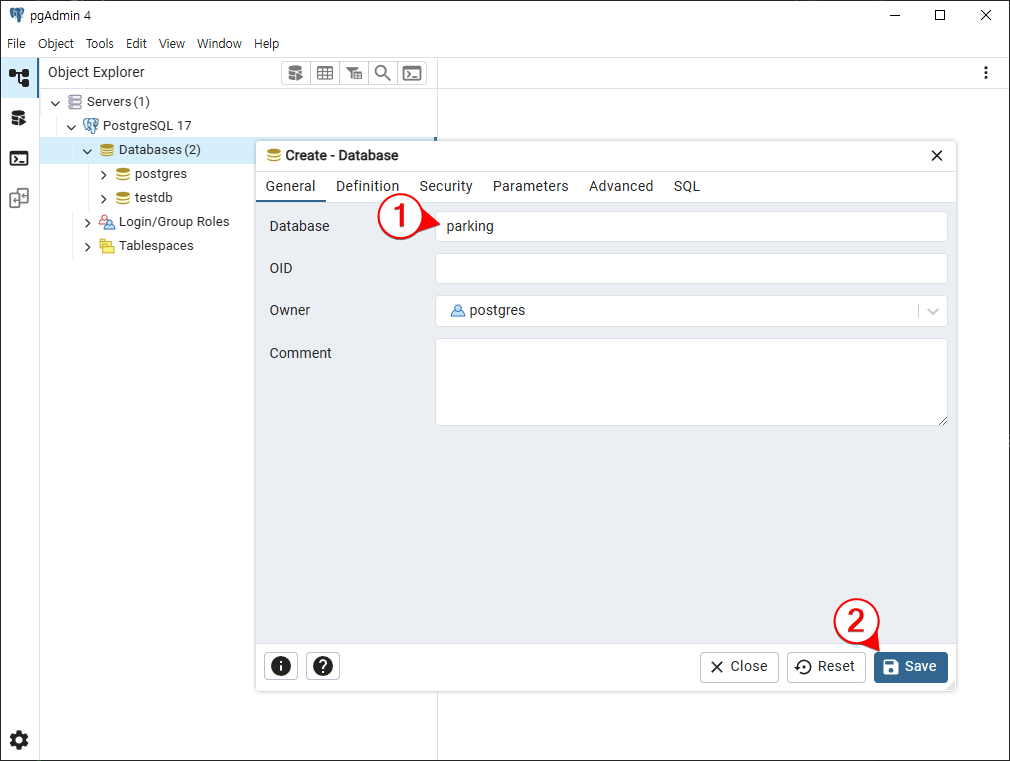 pgAdmin 4
File Object Tools Edit View Window Help
Object Explorer
Servers (1)
PostgreSQL 17
Databases (2)
postgres
testdb
Login/Group Roles
Tablespaces
Create - Database
General Definition Security Parameters Advanced SQL
1
Database parking
OID
Owner postgres
Comment
2
Close Reset Save